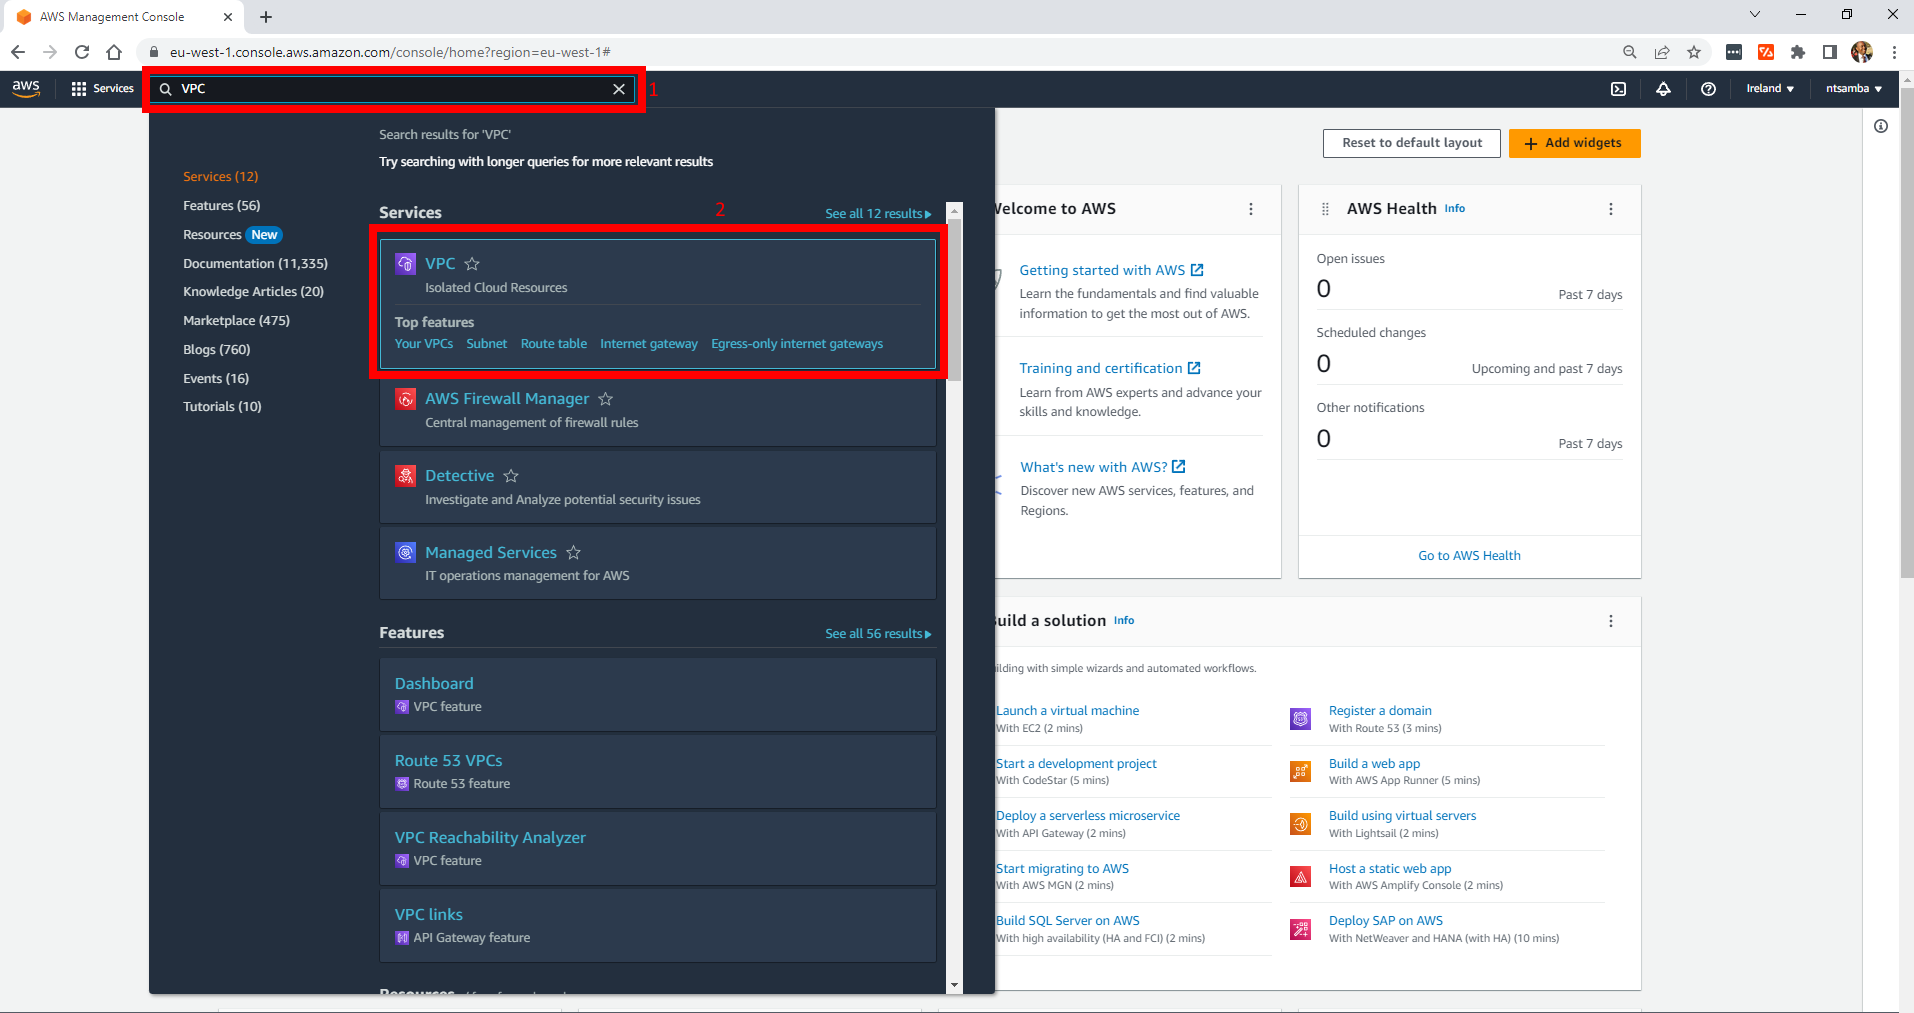 AWS Management Console
eu-west-1.console.aws.amazon.com/console/home?region=eu-west-1#
aws
Services
VPC
1
Ireland
ntsamba
Search results for 'VPC'
Try searching with longer queries for more relevant results
Services (12)
Features (56)
Resources New
Documentation (11,335)
Knowledge Articles (20)
Marketplace (475)
Blogs (760)
Events (16)
Tutorials (10)
Services
2
See all 12 results
VPC
Isolated Cloud Resources
Top features
Your VPCs Subnet Route table Internet gateway Egress-only internet gateways
AWS Firewall Manager
Central management of firewall rules
Detective
Investigate and Analyze potential security issues
Managed Services
IT operations management for AWS
Features
See all 56 results
Dashboard
VPC feature
Route 53 VPCs
Route 53 feature
VPC Reachability Analyzer
VPC feature
VPC links
API Gateway feature
Reset to default layout
Add widgets
Welcome to AWS
Getting started with AWS
Learn the fundamentals and find valuable
information to get the most out of AWS.
Training and certification
Learn from AWS experts and advance your
skills and knowledge.
What's new with AWS?
Discover new AWS services, features, and
Regions.
AWS Health Info
Open issues
0
Past 7 days
Scheduled changes
0
Upcoming and past 7 days
Other notifications
0
Past 7 days
Go to AWS Health
uild a solution Info
ilding with simple wizards and automated workflows.
Launch a virtual machine
With EC2 (2 mins)
Register a domain
With Route 53 (3 mins)
Start a development project
With CodeStar (5 mins)
Build a web app
With AWS App Runner (5 mins)
Deploy a serverless microservice
With API Gateway (2 mins)
Build using virtual servers
With Lightsail (2 mins)
Start migrating to AWS
With AWS MGN (2 mins)
Host a static web app
With AWS Amplify Console (2 mins)
Build SQL Server on AWS
With high availability (HA and FCI) (2 mins)
Deploy SAP on AWS
With NetWeaver and HANA (with HA) (10 mins)